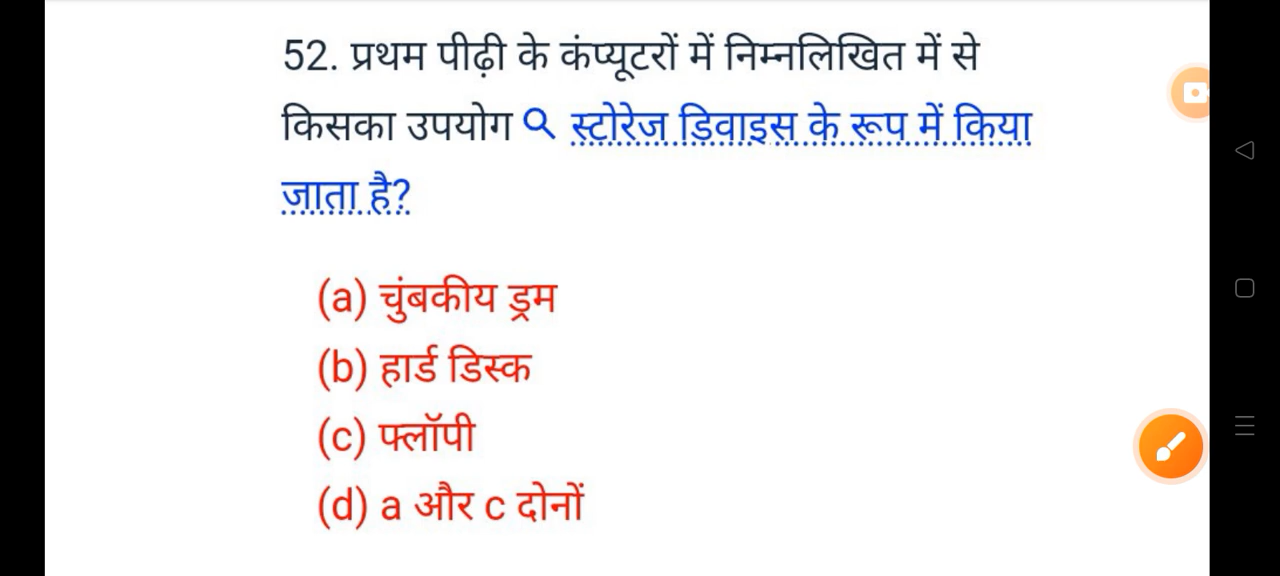 52. प्रथम पीढ़ी के कंप्यूटरों में निम्नलिखित में से
किसका उपयोग स्टोरेज डिवाइस के रूप में किया
जाता है?
(a) चुंबकीय ड्रम
(b) हार्ड डिस्क
(c) फ्लॉपी
(d) a और c दोनों